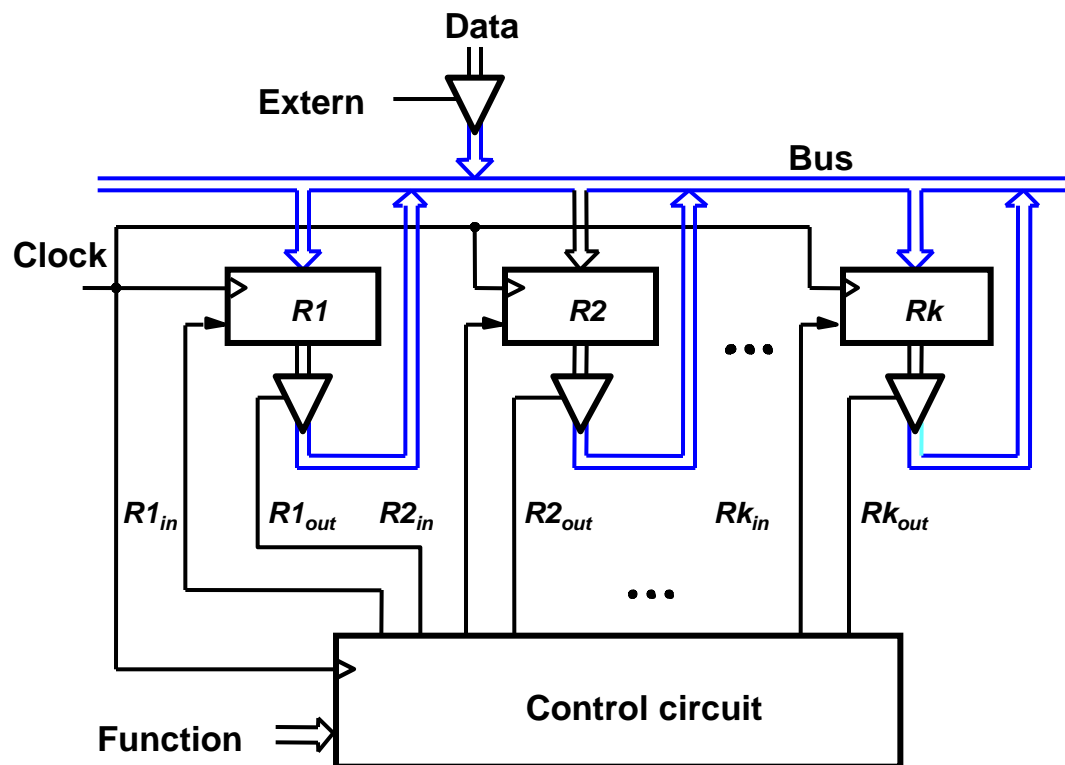 Data
Extern
Bus
Clock
R1
R2
Rk
R1in
R1out
R2in
R2out
Rkin
Rkout
Control circuit
Function